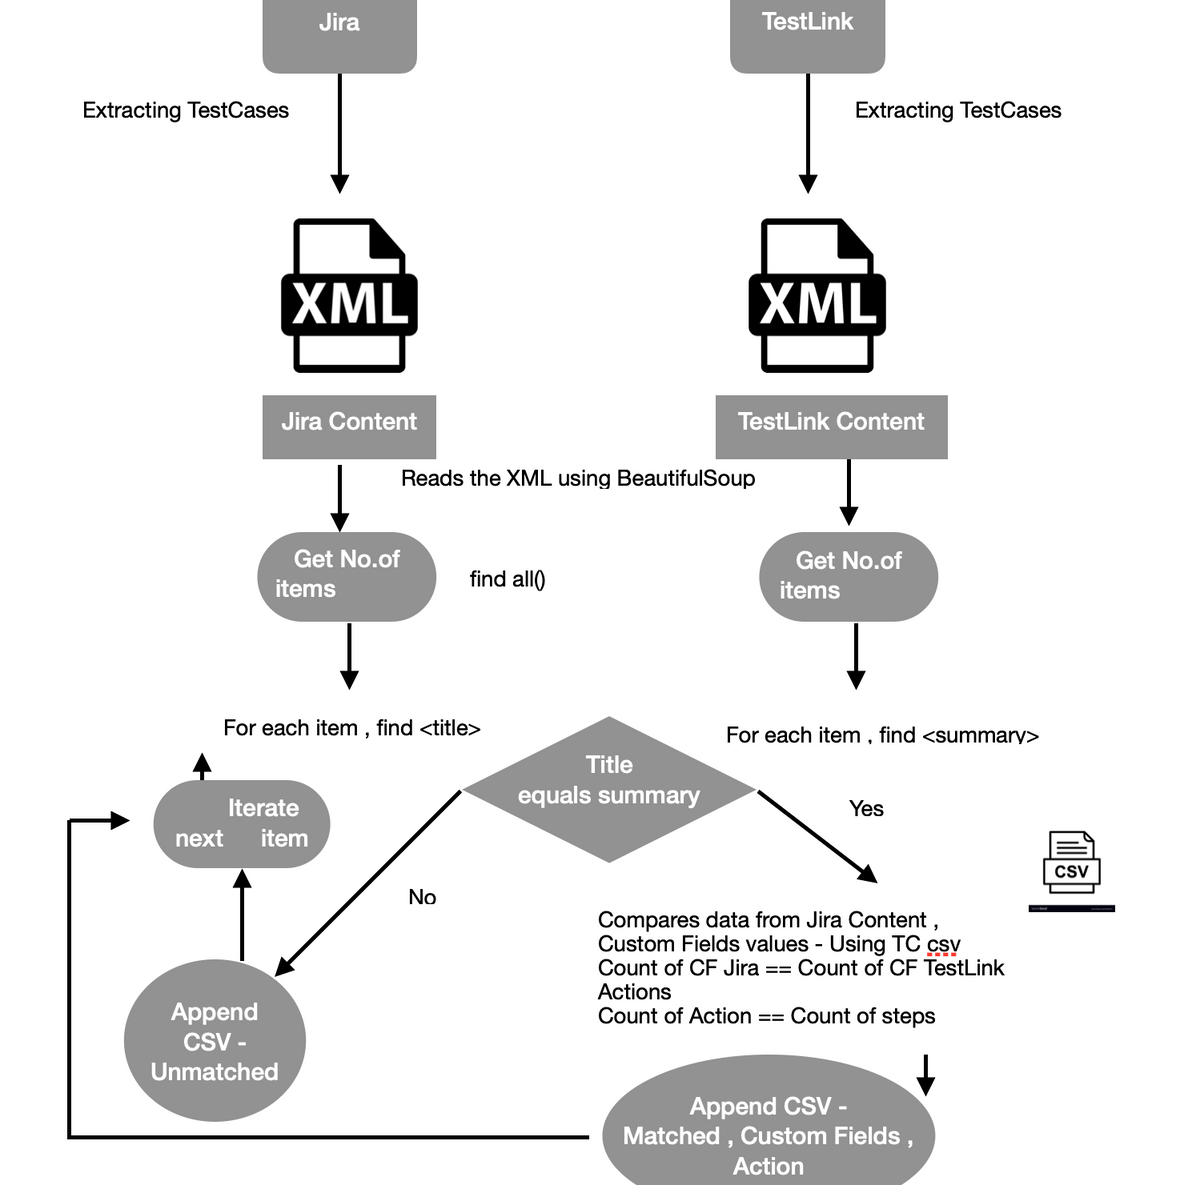 Jira
TestLink
Extracting TestCases
Extracting TestCases
XML
XML
Jira Content
TestLink Content
Reads the XML using BeautifulSoup
Get No.of
items
find all()
Get No.of
items
For each item , find <title>
For each item , find <summary>
Title
equals summary
Iterate
next item
Yes
No
CSV
Compares data from Jira Content ,
Custom Fields values - Using TC csv
Count of CF Jira == Count of CF TestLink
Actions
Count of Action == Count of steps
Append
CSV -
Unmatched
Append CSV -
Matched , Custom Fields ,
Action